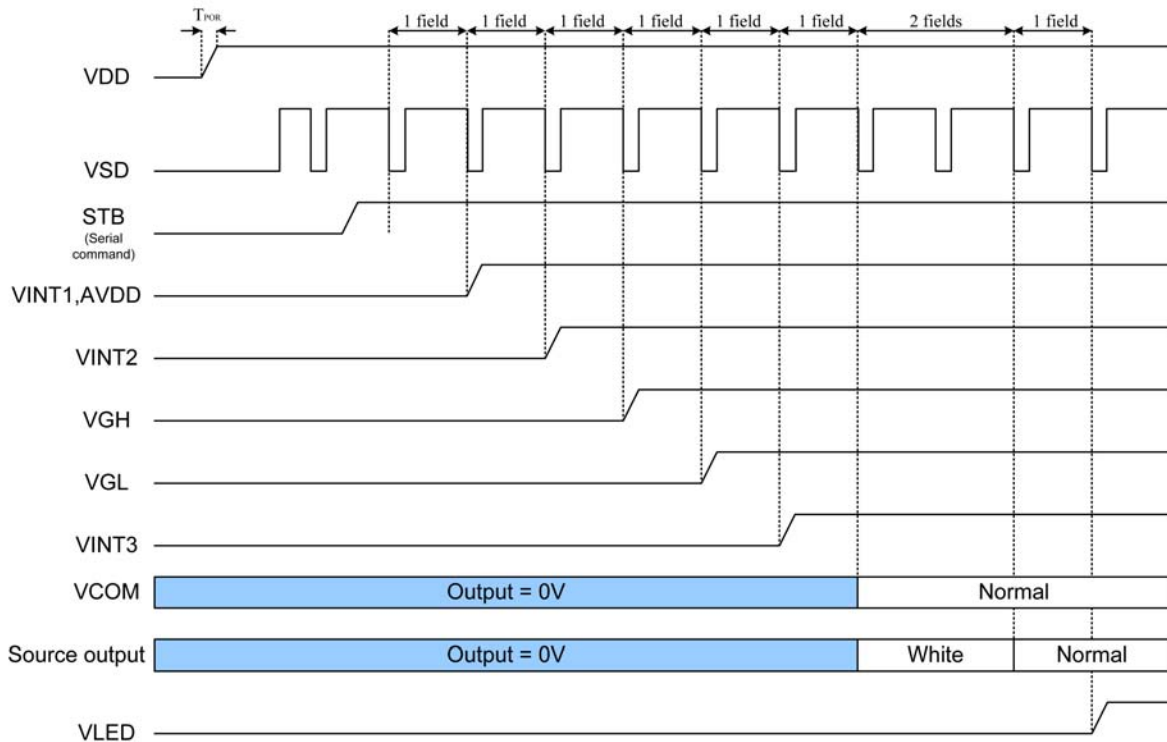 TPOR
1 field
1 field
1 field
1 field
1 field
1 field
2 fields
1 field
VDD
VSD
STB
(Serial
command)
VINT1,AVDD
VINT2
VGH
VGL
VINT3
VCOM
Output = 0V
Normal
Source output
Output = 0V
White
Normal
VLED